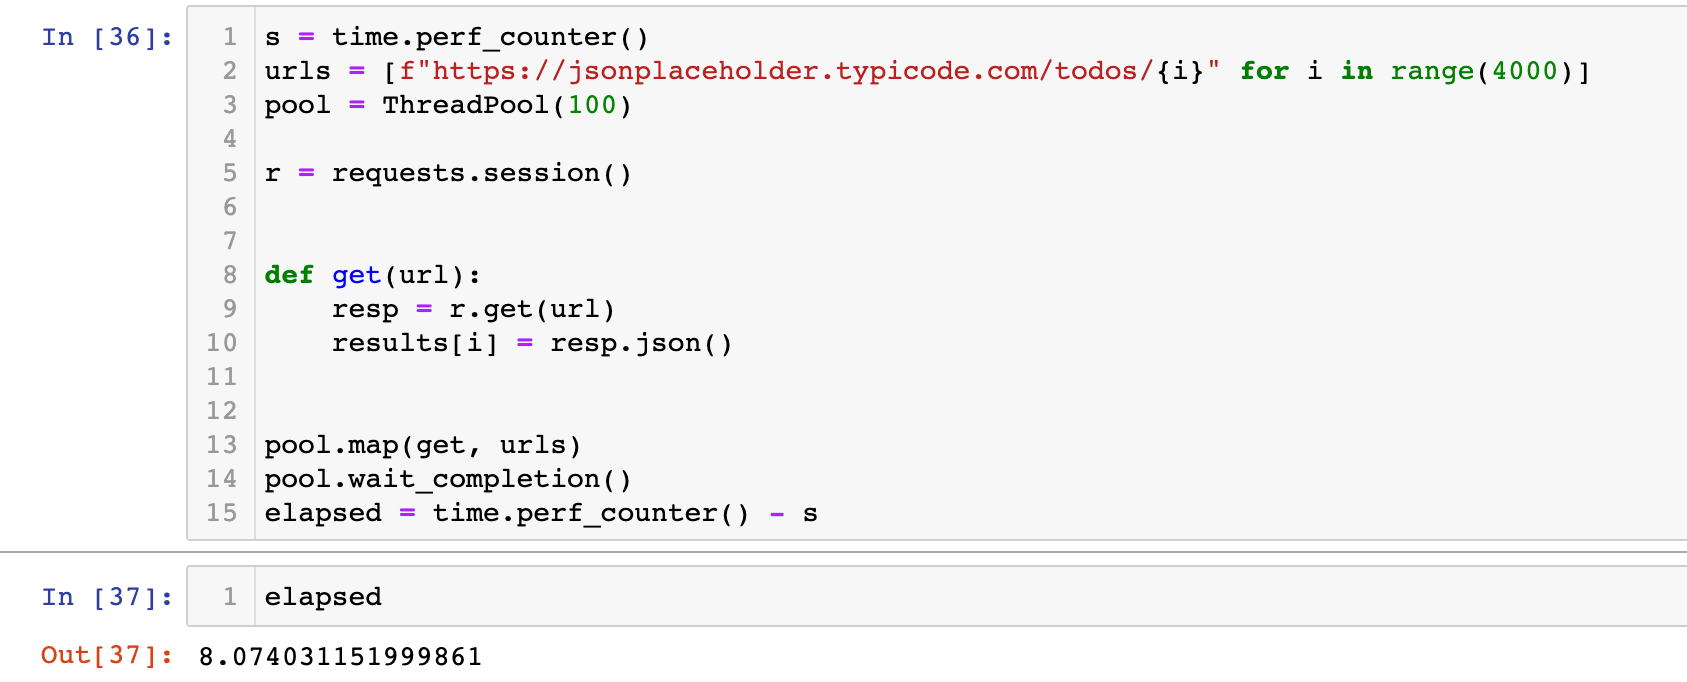 In [36]:
1 s = time.perf_counter()
2 urls = [f"https://jsonplaceholder.typicode.com/todos/{i}" for i in range(4000)]
3 pool = ThreadPool(100)
4
5 r = requests.session()
6
7
8 def get(url):
9     resp = r.get(url)
10     results[i] = resp.json()
11
12
13 pool.map(get, urls)
14 pool.wait_completion()
15 elapsed = time.perf_counter() - s
In [37]:
1 elapsed
Out[37]: 8.074031151999861